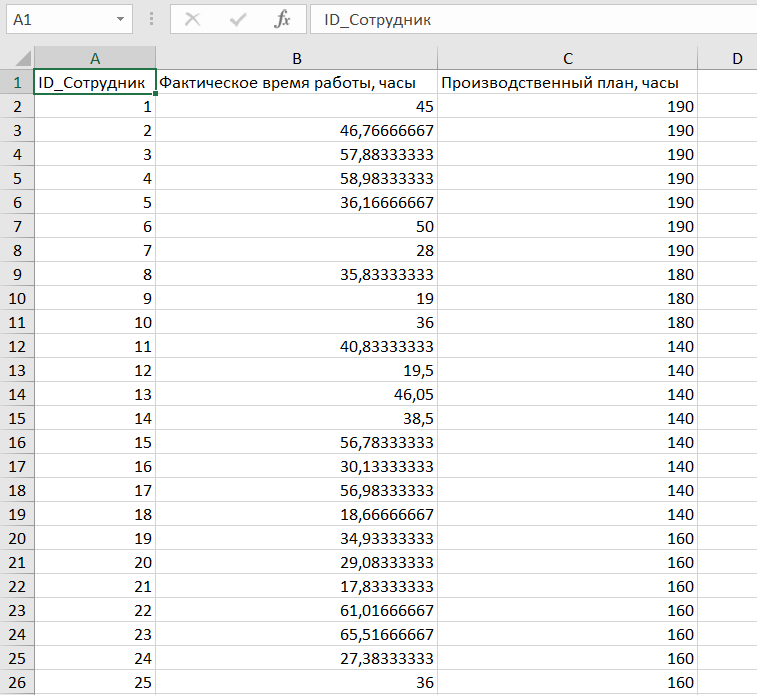 A1 fx ID_Сотрудник
A B C D
1 ID_Сотрудник Фактическое время работы, часы Производственный план, часы
2 1 45 190
3 2 46,76666667 190
4 3 57,88333333 190
5 4 58,98333333 190
6 5 36,16666667 190
7 6 50 190
8 7 28 190
9 8 35,83333333 180
10 9 19 180
11 10 36 180
12 11 40,83333333 140
13 12 19,5 140
14 13 46,05 140
15 14 38,5 140
16 15 56,78333333 140
17 16 30,13333333 140
18 17 56,98333333 140
19 18 18,66666667 140
20 19 34,93333333 160
21 20 29,08333333 160
22 21 17,83333333 160
23 22 61,01666667 160
24 23 65,51666667 160
25 24 27,38333333 160
26 25 36 160